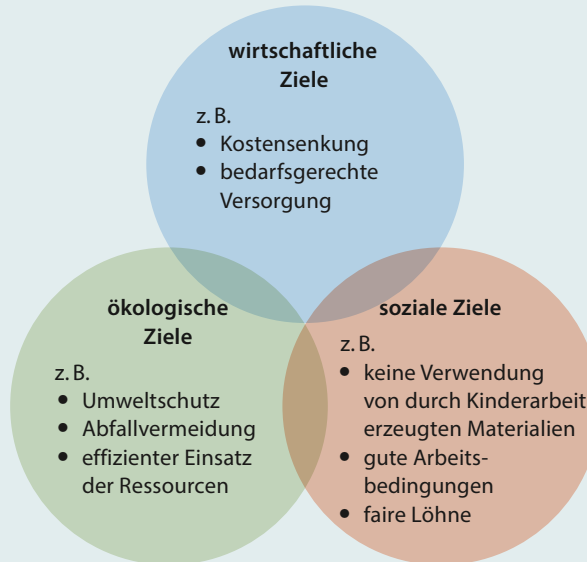 wirtschaftliche
Ziele
z. B.
• Kostensenkung
• bedarfsgerechte
Versorgung
ökologische
Ziele
z. B.
• Umweltschutz
• Abfallvermeidung
• effizienter Einsatz
der Ressourcen
soziale Ziele
z. B.
• keine Verwendung
von durch Kinderarbeit
erzeugten Materialien
• gute Arbeits-
bedingungen
• faire Löhne